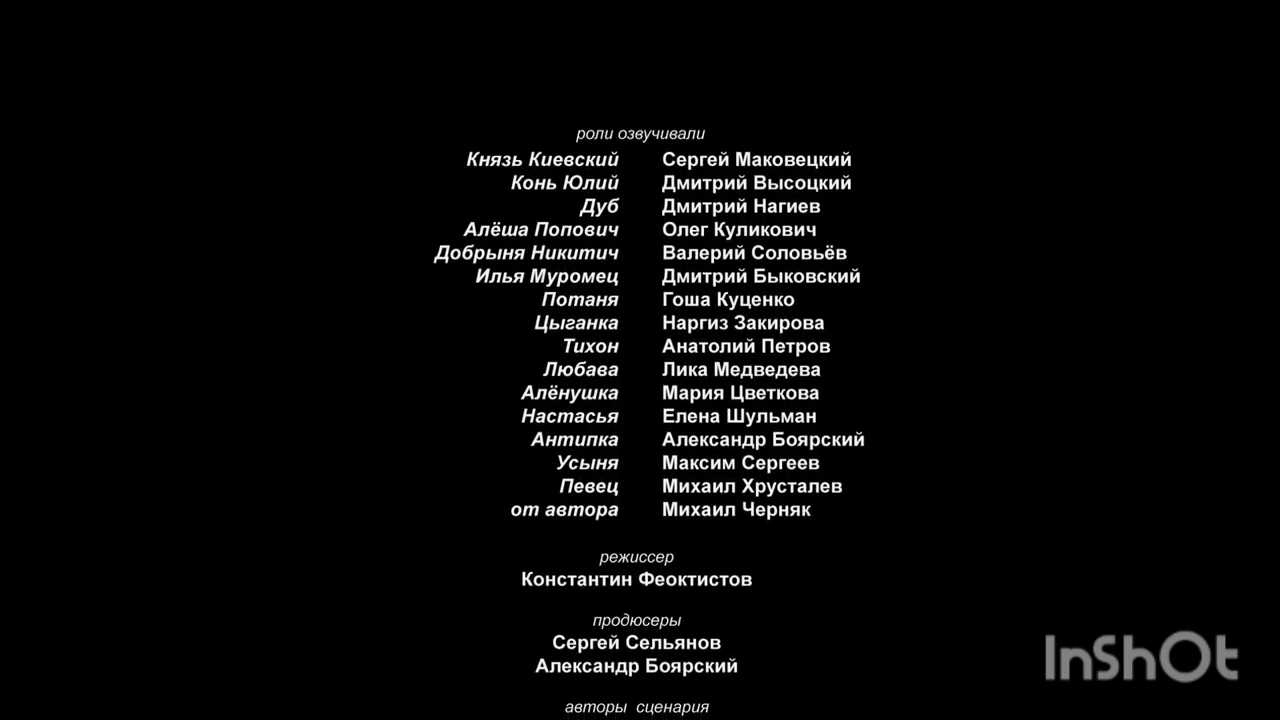 роли озвучивали
Князь Киевский Сергей Маковецкий
Конь Юлий Дмитрий Высоцкий
Дуб Дмитрий Нагиев
Алёша Попович Олег Куликович
Добрыня Никитич Валерий Соловьёв
Илья Муромец Дмитрий Быковский
Потаня Гоша Куценко
Цыганка Наргиз Закирова
Тихон Анатолий Петров
Любава Лика Медведева
Алёнушка Мария Цветкова
Настасья Елена Шульман
Антипка Александр Боярский
Усыня Максим Сергеев
Певец Михаил Хрусталев
от автора Михаил Черняк
режиссер
Константин Феоктистов
продюсеры
Сергей Сельянов
Александр Боярский
авторы сценария
InShOt